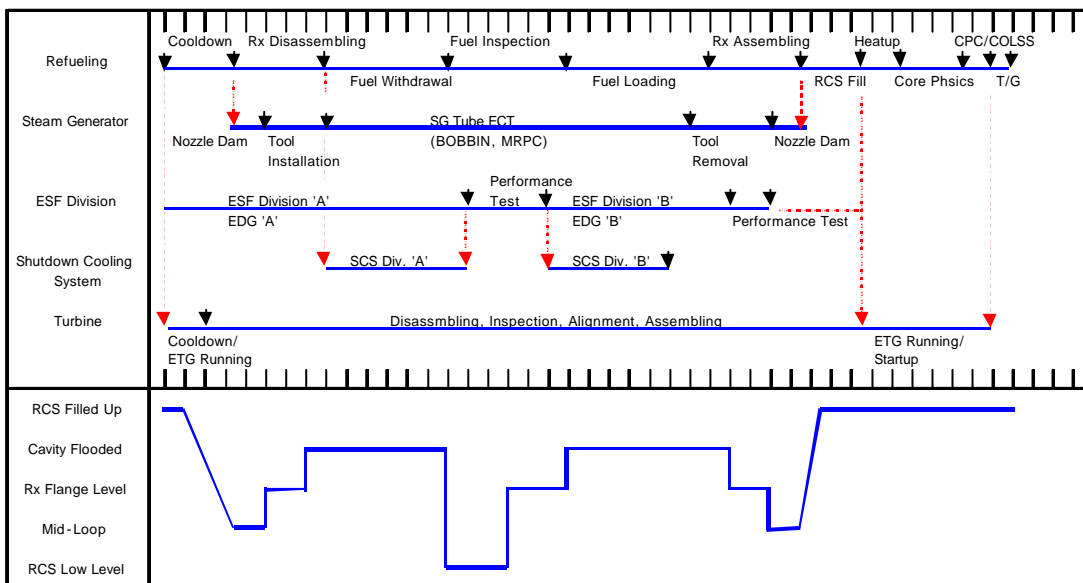 Cooldown Rx Disassembling Fuel Inspection Rx Assembling Heatup CPC/COLSS
Refueling
Fuel Withdrawal Fuel Loading RCS Fill Core Phsics T/G
Steam Generator SG Tube ECT
Nozzle Dam Tool (BOBBIN, MRPC) Tool Nozzle Dam
Installation Removal
Performance
ESF Division ESF Division 'A' Test ESF Division 'B'
EDG 'A' EDG 'B' Performance Test
Shutdown Cooling SCS Div. 'A' SCS Div. 'B'
System
Turbine Disassmbling, Inspection, Alignment, Assembling
Cooldown/ ETG Running/
ETG Running Startup
RCS Filled Up
Cavity Flooded
Rx Flange Level
Mid-Loop
RCS Low Level